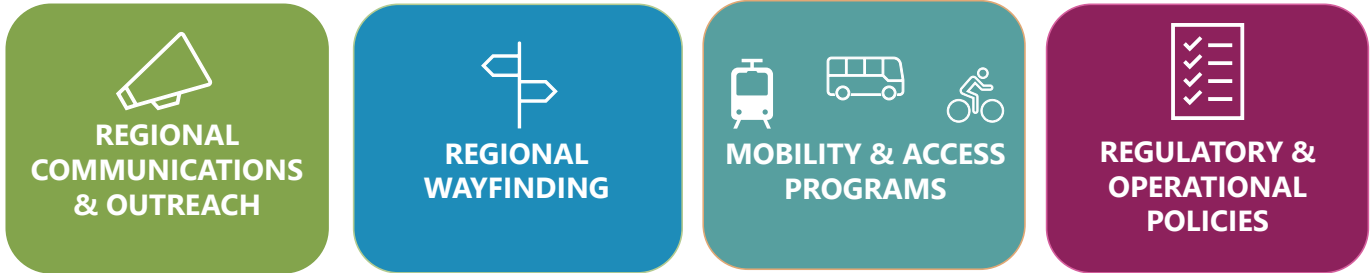 REGIONAL
COMMUNICATIONS
& OUTREACH
REGIONAL
WAYFINDING
MOBILITY & ACCESS
PROGRAMS
REGULATORY &
OPERATIONAL
POLICIES